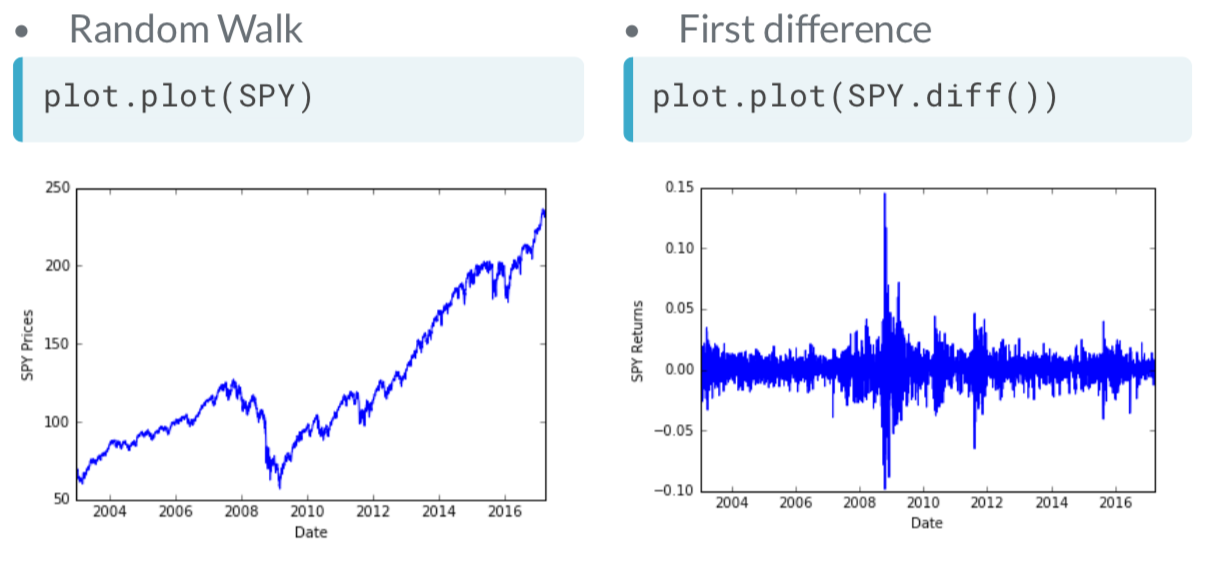 • Random Walk
plot.plot(SPY)
250
200
150
100
50
SPY Prices
2004 2006 2008 2010 2012 2014 2016
Date
• First difference
plot.plot(SPY.diff())
0.15
0.10
0.05
0.00
−0.05
−0.10
SPY Returns
2004 2006 2008 2010 2012 2014 2016
Date